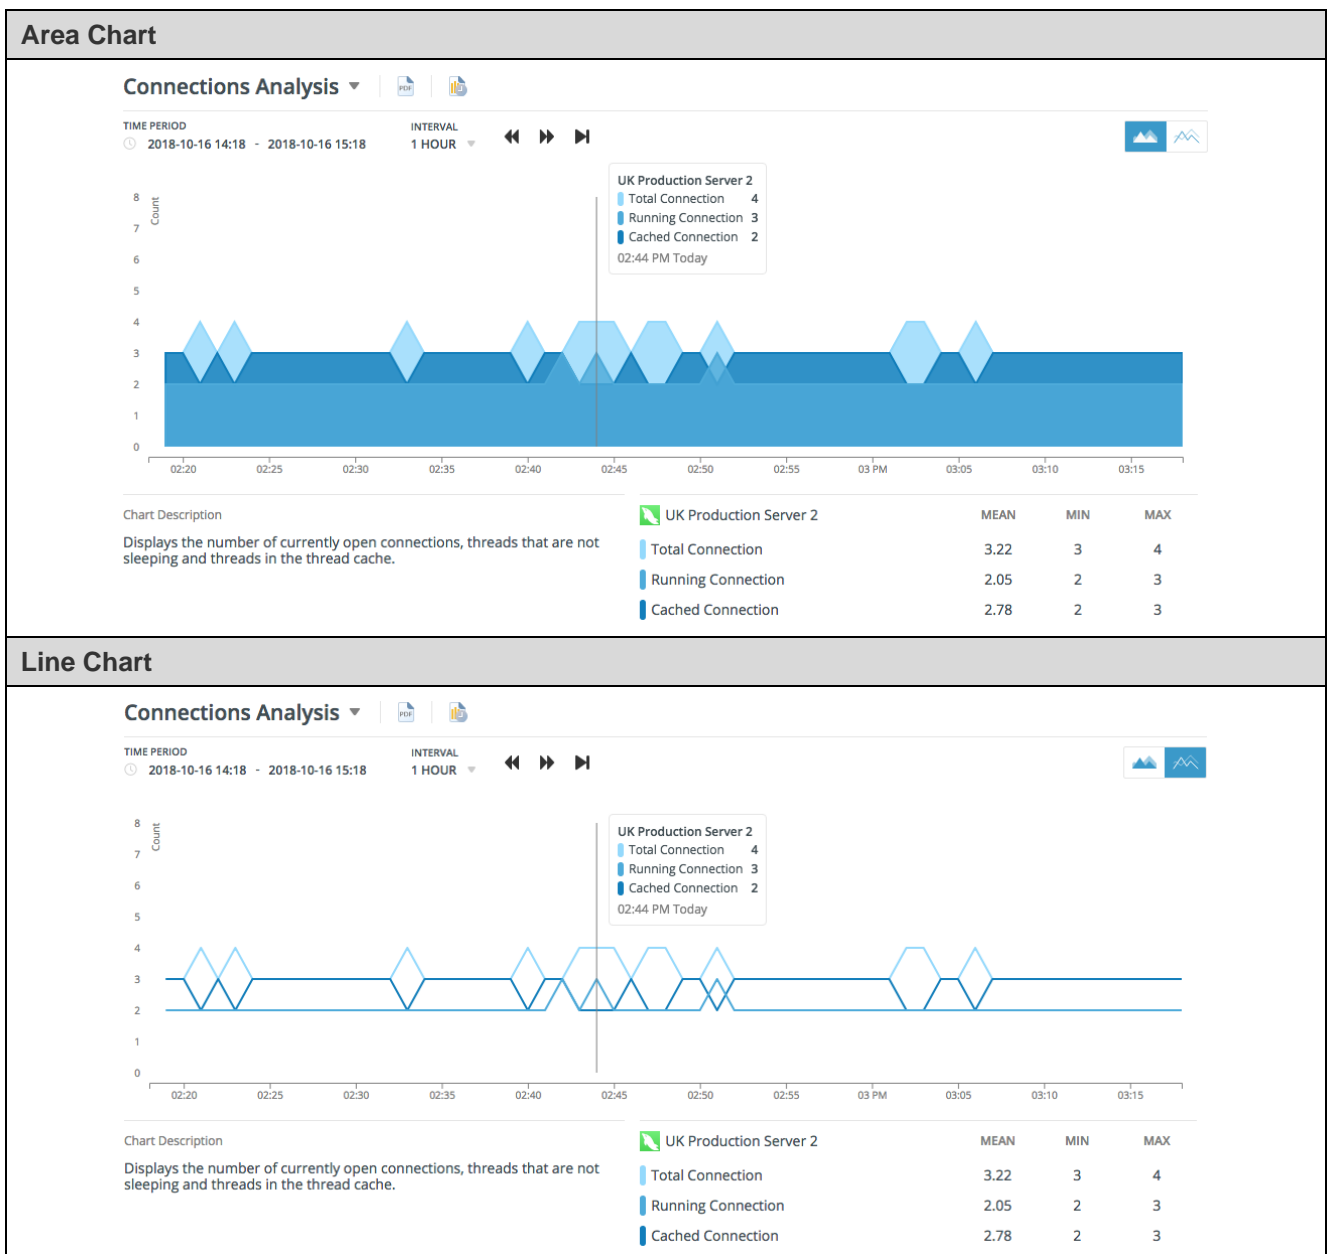 Area Chart
Connections Analysis
PDF
TIME PERIOD
2018-10-16 14:18 - 2018-10-16 15:18
INTERVAL
1 HOUR
UK Production Server 2
Total Connection 4
Running Connection 3
Cached Connection 2
02:44 PM Today
Count
8
7
6
5
4
3
2
1
0
02:20 02:25 02:30 02:35 02:40 02:45 02:50 02:55 03 PM 03:05 03:10 03:15
Chart Description
Displays the number of currently open connections, threads that are not
sleeping and threads in the thread cache.
UK Production Server 2 MEAN MIN MAX
Total Connection 3.22 3 4
Running Connection 2.05 2 3
Cached Connection 2.78 2 3
Line Chart
Connections Analysis
PDF
TIME PERIOD
2018-10-16 14:18 - 2018-10-16 15:18
INTERVAL
1 HOUR
UK Production Server 2
Total Connection 4
Running Connection 3
Cached Connection 2
02:44 PM Today
Count
8
7
6
5
4
3
2
1
0
02:20 02:25 02:30 02:35 02:40 02:45 02:50 02:55 03 PM 03:05 03:10 03:15
Chart Description
Displays the number of currently open connections, threads that are not
sleeping and threads in the thread cache.
UK Production Server 2 MEAN MIN MAX
Total Connection 3.22 3 4
Running Connection 2.05 2 3
Cached Connection 2.78 2 3